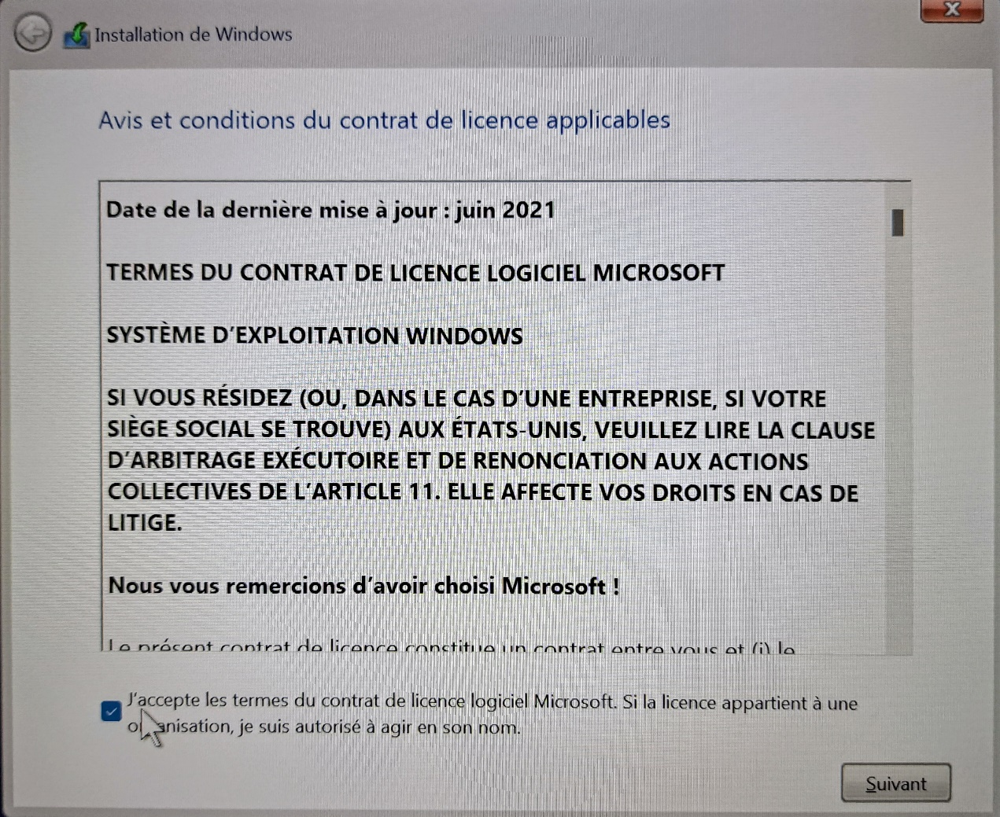 Installation de Windows
Avis et conditions du contrat de licence applicables
Date de la dernière mise à jour : juin 2021
TERMES DU CONTRAT DE LICENCE LOGICIEL MICROSOFT
SYSTÈME D'EXPLOITATION WINDOWS
SI VOUS RÉSIDEZ (OU, DANS LE CAS D'UNE ENTREPRISE, SI VOTRE
SIÈGE SOCIAL SE TROUVE) AUX ÉTATS-UNIS, VEUILLEZ LIRE LA CLAUSE
D'ARBITRAGE EXÉCUTOIRE ET DE RENONCIATION AUX ACTIONS
COLLECTIVES DE L'ARTICLE 11. ELLE AFFECTE VOS DROITS EN CAS DE
LITIGE.
Nous vous remercions d'avoir choisi Microsoft !
Le présent contrat de licence constitue un contrat entre vous et (i) le
J'accepte les termes du contrat de licence logiciel Microsoft. Si la licence appartient à une
organisation, je suis autorisé à agir en son nom.
Suivant